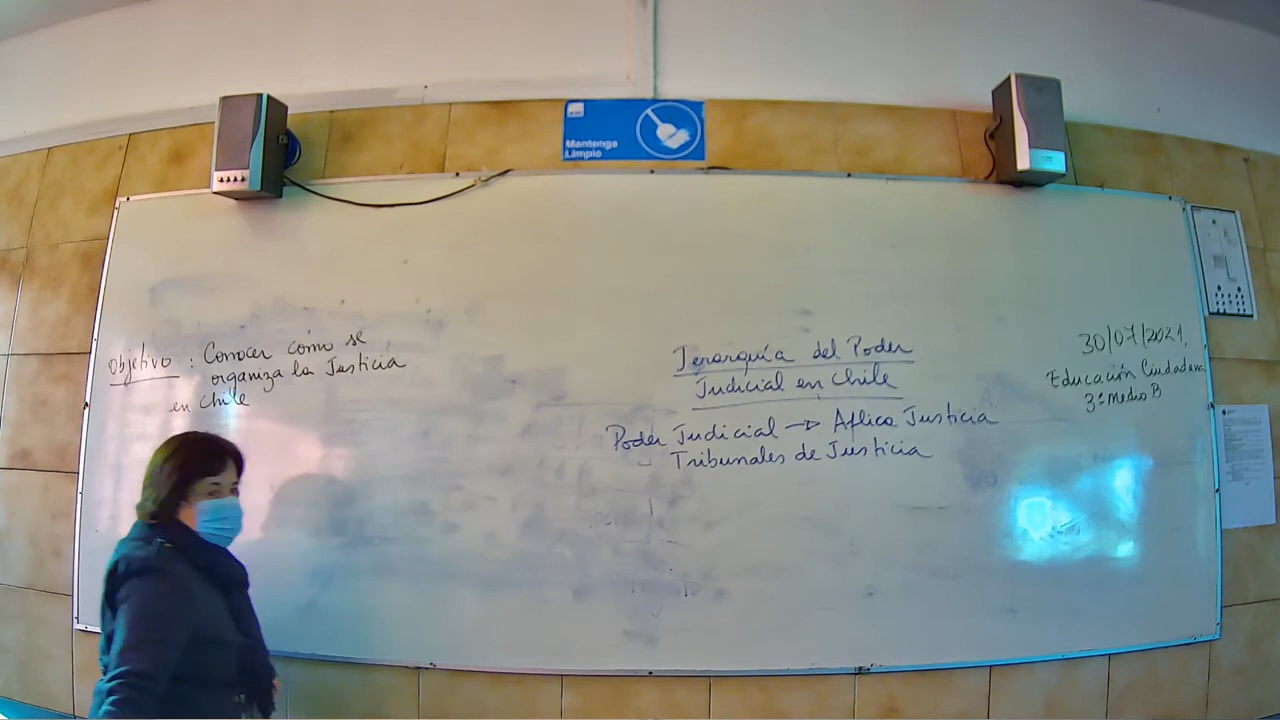 Mantenga
Limpio
Objetivo : Conocer cómo se
organiza la Justicia
en Chile
Jerarquía del Poder
Judicial en Chile
Poder Judicial → Aplica Justicia
Tribunales de Justicia
30/07/2021
Educación Ciudadana
3º Medio B